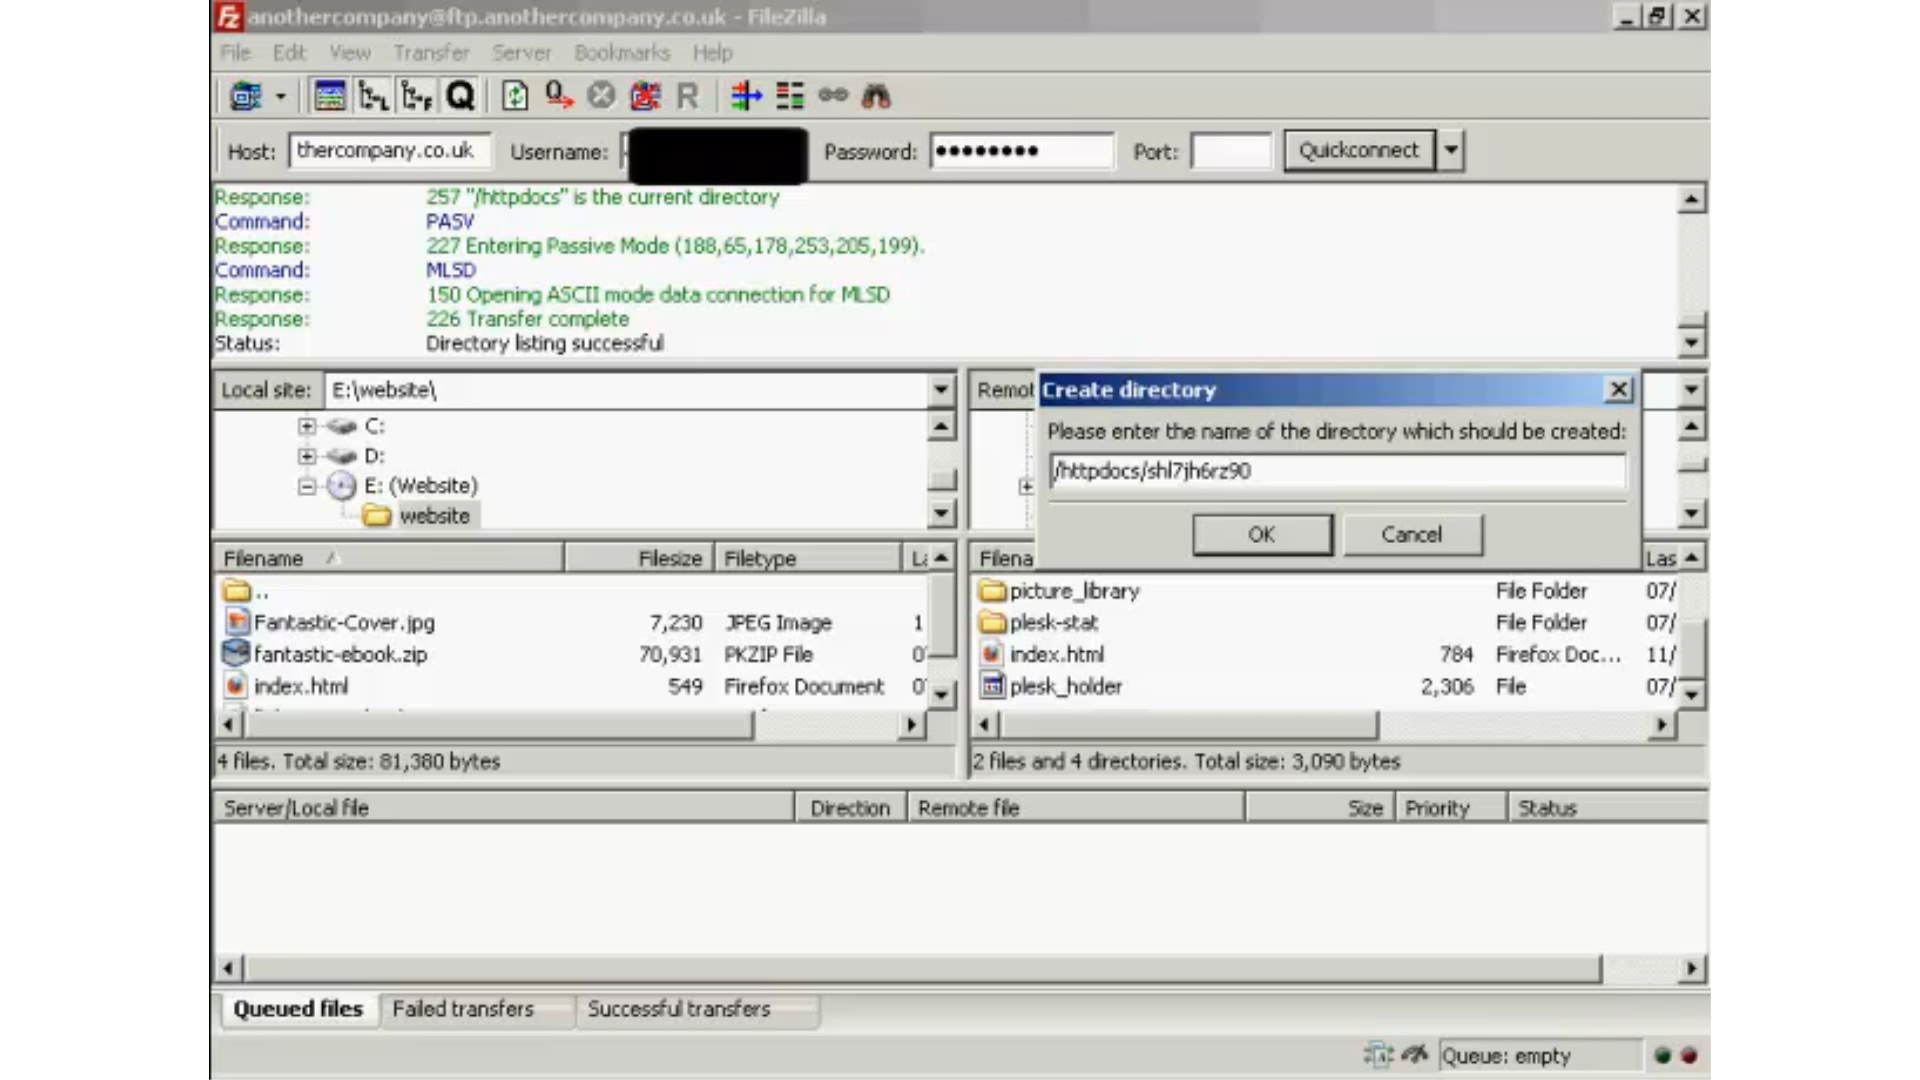 anothercompany@ftp.anothercompany.co.uk - FileZilla
File Edit View Transfer Server Bookmarks Help
Host: thercompany.co.uk Username: Password: •••••••• Port: Quickconnect
Response: 257 "/httpdocs" is the current directory
Command: PASV
Response: 227 Entering Passive Mode (188,65,178,253,205,199).
Command: MLSD
Response: 150 Opening ASCII mode data connection for MLSD
Response: 226 Transfer complete
Status: Directory listing successful
Local site: E:\website\
C:
D:
E: (Website)
website
Remot
Create directory
Please enter the name of the directory which should be created:
/httpdocs/shl7jh6rz90
OK Cancel
Filename Filesize Filetype La
..
Fantastic-Cover.jpg 7,230 JPEG Image 1
fantastic-ebook.zip 70,931 PKZIP File 0
index.html 549 Firefox Document 0
4 files. Total size: 81,380 bytes
Filena Las
picture_library File Folder 07/
plesk-stat File Folder 07/
index.html 784 Firefox Doc... 11/
plesk_holder 2,306 File 07/
2 files and 4 directories. Total size: 3,090 bytes
Server/Local file Direction Remote file Size Priority Status
Queued files Failed transfers Successful transfers
Queue: empty